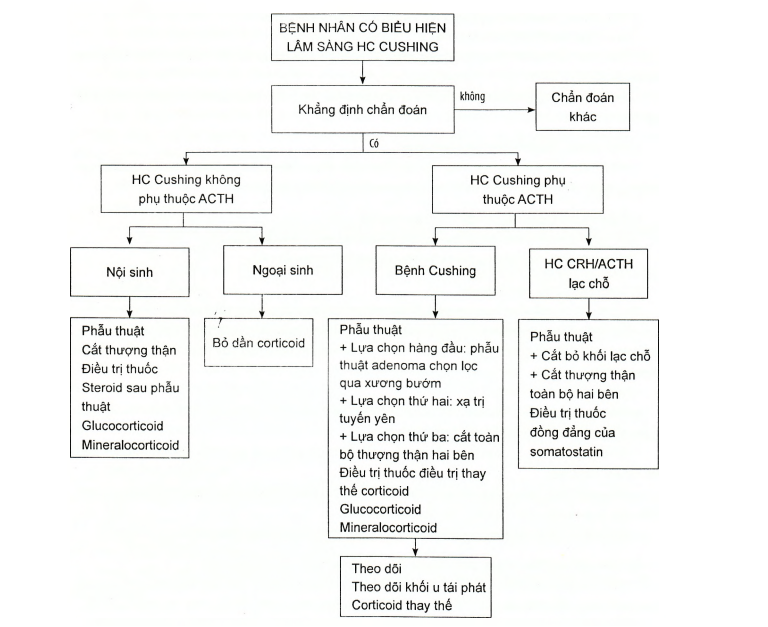 BỆNH NHÂN CÓ BIỂU HIỆN
LÂM SÀNG HC CUSHING
Khẳng định chẩn đoán
không
Chẩn đoán
khác
Có
HC Cushing không
phụ thuộc ACTH
HC Cushing phụ
thuộc ACTH
Nội sinh
Ngoại sinh
Bệnh Cushing
HC CRH/ACTH
lạc chỗ
Phẫu thuật
Cắt thượng thận
Điều trị thuốc
Steroid sau phẫu
thuật
Glucocorticoid
Mineralocorticoid
Bỏ dần corticoid
Phẫu thuật
+ Lựa chọn hàng đầu: phẫu
thuật adenoma chọn lọc
qua xương bướm
+ Lựa chọn thứ hai: xạ trị
tuyến yên
+ Lựa chọn thứ ba: cắt toàn
bộ thượng thận hai bên
Điều trị thuốc điều trị thay
thế corticoid
Glucocorticoid
Mineralocorticoid
Phẫu thuật
+ Cắt bỏ khối lạc chỗ
+ Cắt thượng thận
toàn bộ hai bên
Điều trị thuốc
đồng đẳng của
somatostatin
Theo dõi
Theo dõi khối u tái phát
Corticoid thay thế